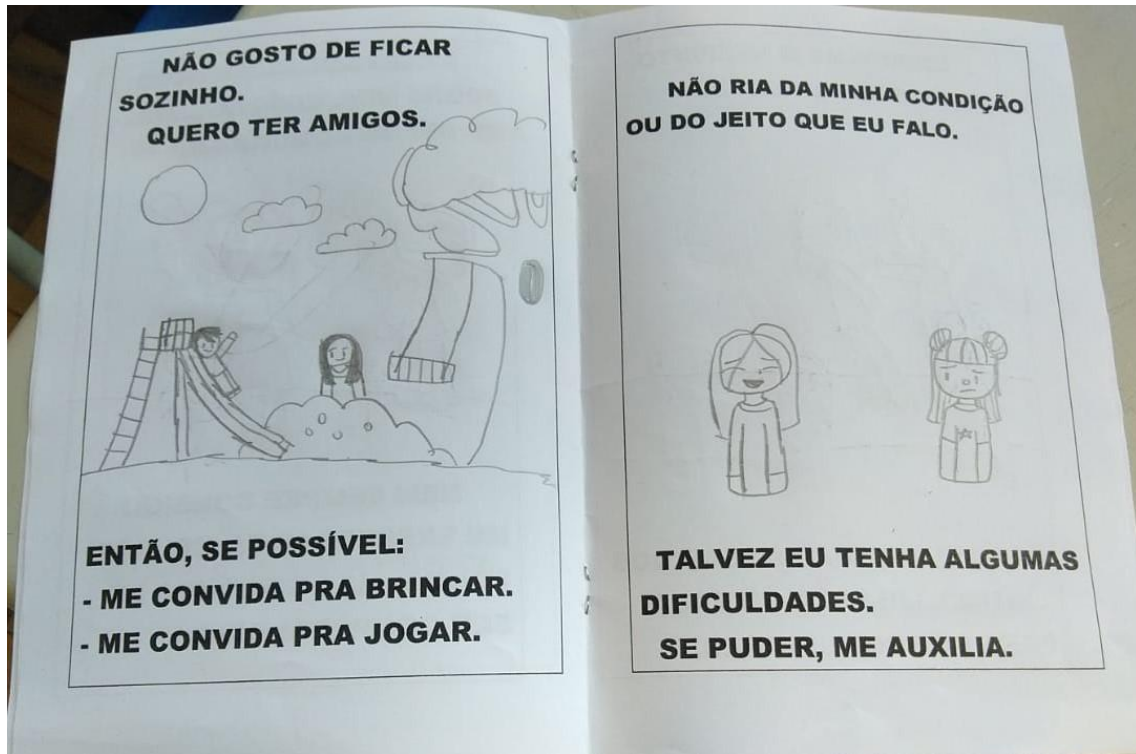 NÃO GOSTO DE FICAR
SOZINHO.
QUERO TER AMIGOS.
ENTÃO, SE POSSÍVEL:
- ME CONVIDA PRA BRINCAR.
- ME CONVIDA PRA JOGAR.
NÃO RIA DA MINHA CONDIÇÃO
OU DO JEITO QUE EU FALO.
TALVEZ EU TENHA ALGUMAS
DIFICULDADES.
SE PUDER, ME AUXILIA.